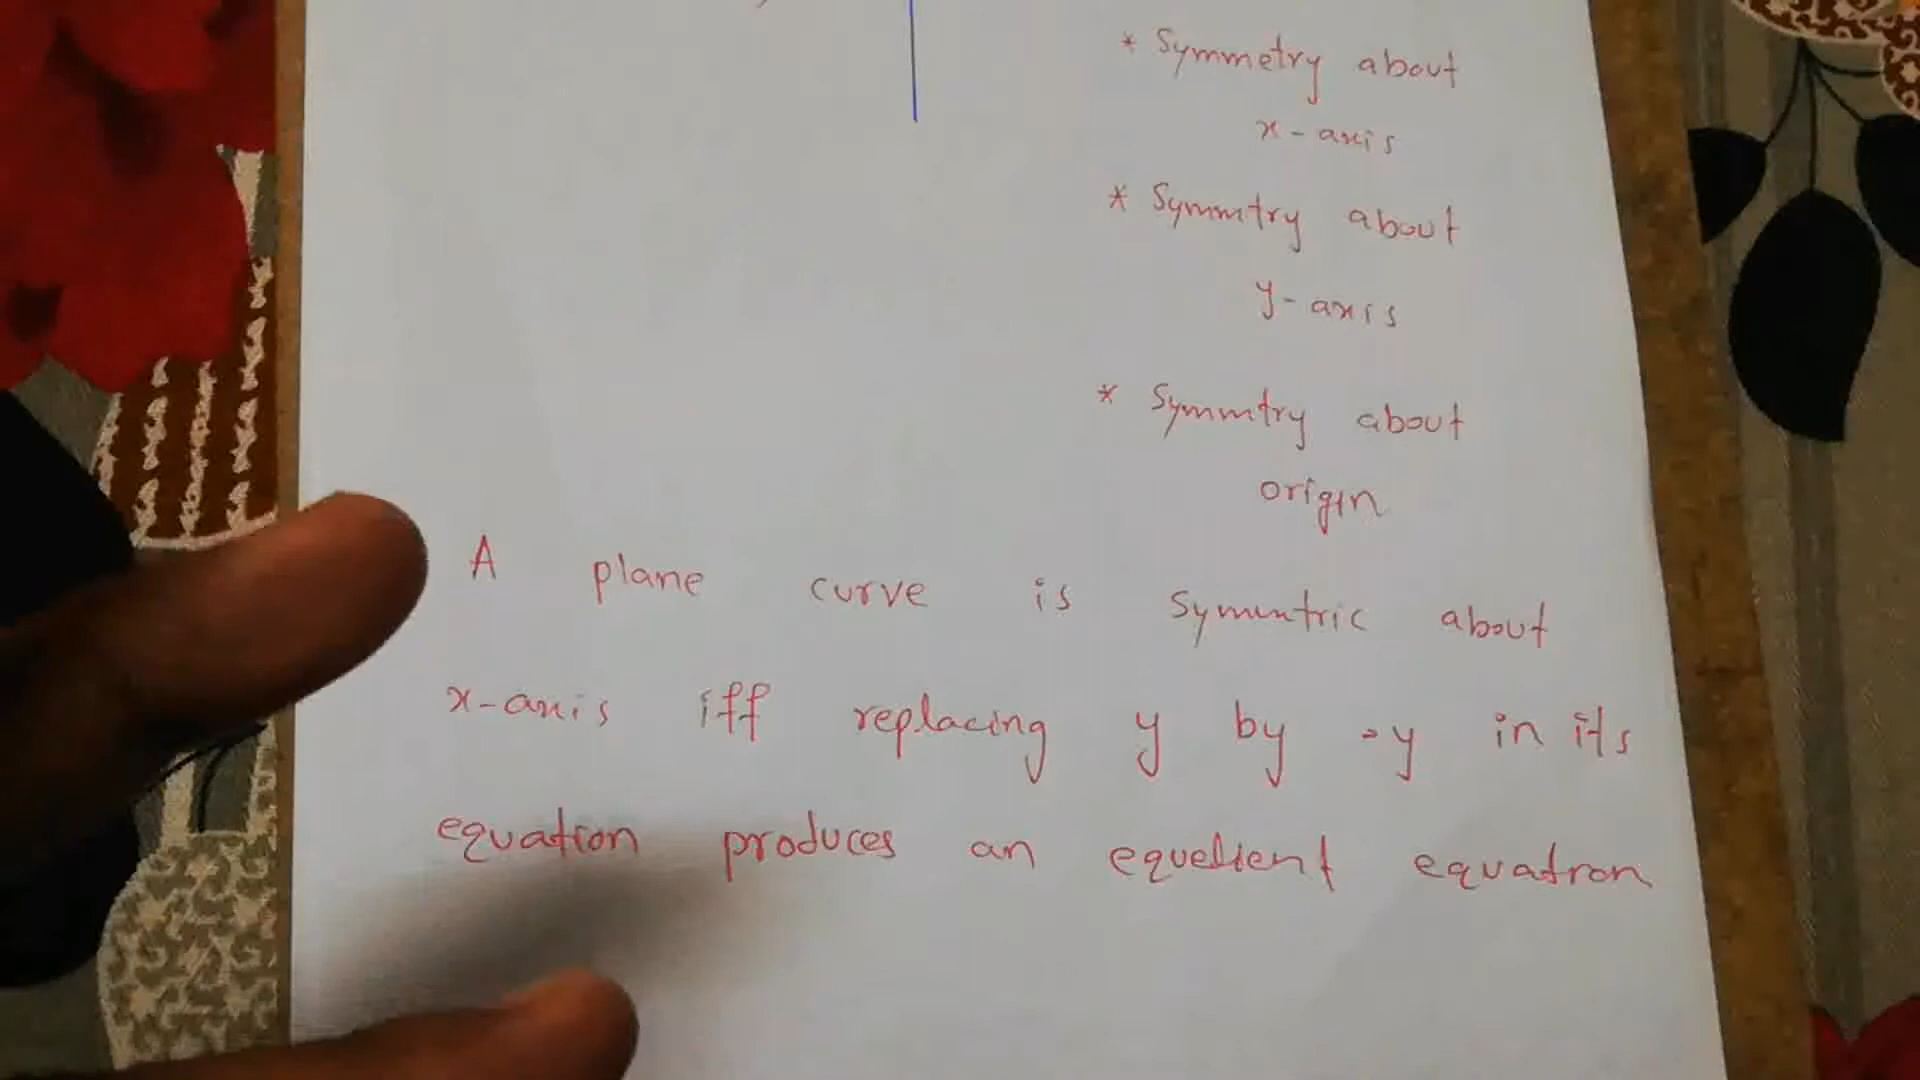 * Symmetry about
x-axis
* Symmtry about
y-axis
* Symmtry about
origin
A plane curve is Symmtric about
x-axis iff replacing y by -y in its
equation produces an equelient equation